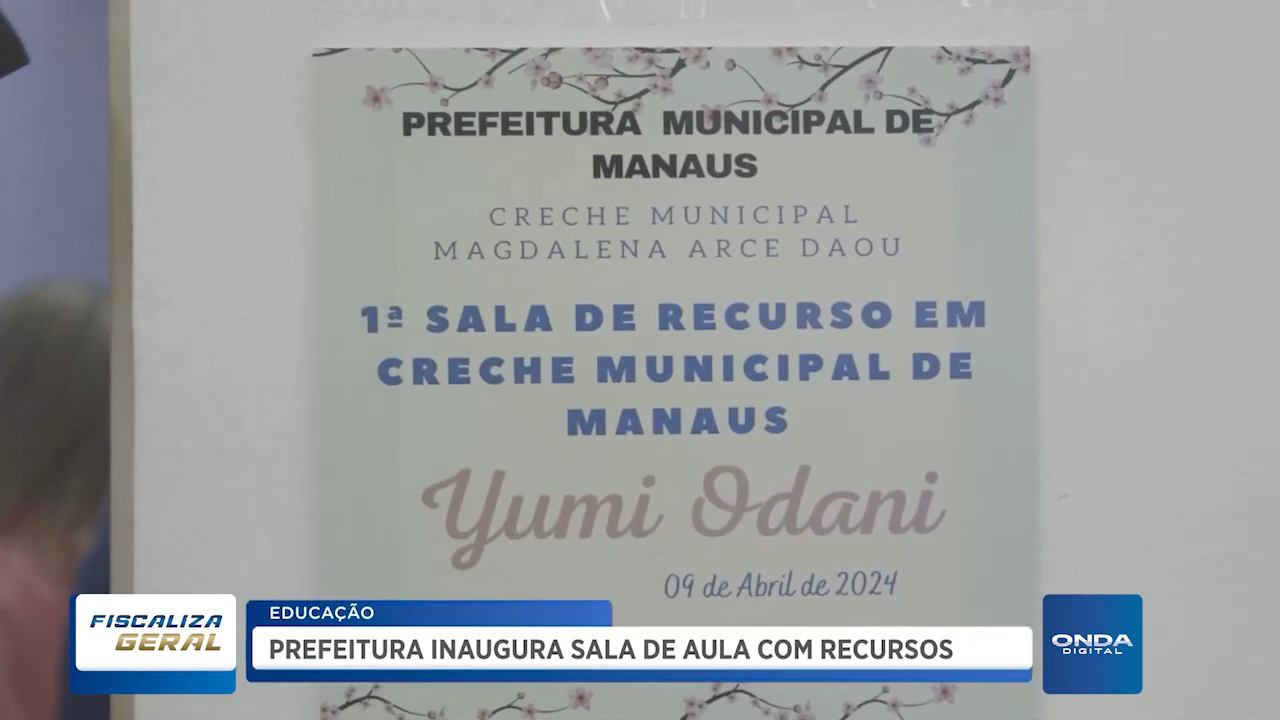 PREFEITURA MUNICIPAL DE
MANAUS
CRECHE MUNICIPAL
MAGDALENA ARCE DAOU
1ª SALA DE RECURSO EM
CRECHE MUNICIPAL DE
MANAUS
Yumi Odani
09 de Abril de 2024
FISCALIZA
GERAL
EDUCAÇÃO
PREFEITURA INAUGURA SALA DE AULA COM RECURSOS
ONDA
DIGITAL